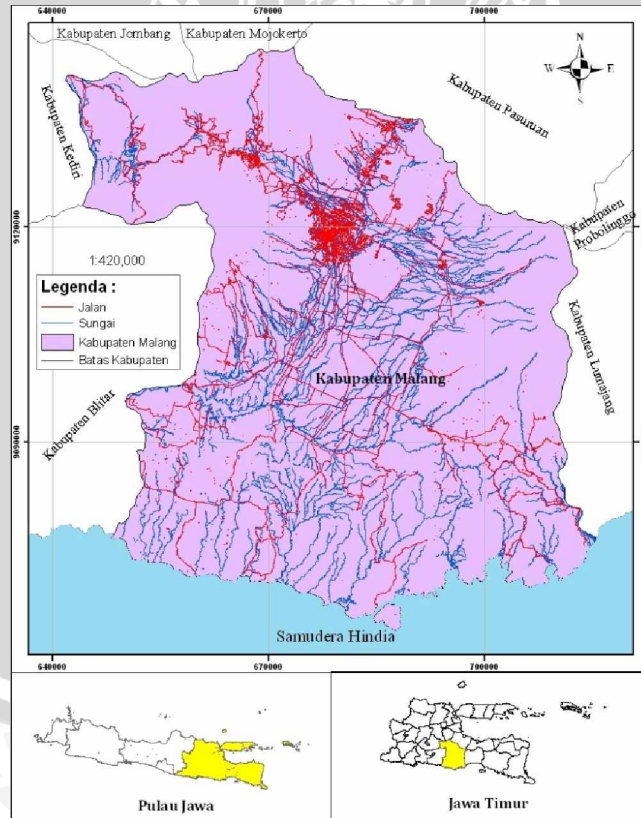 640000 670000 700000
Kabupaten Jombang
Kabupaten Mojokerto
N
W E
S
Kabupaten Pasuruan
Kabupaten Kediri
Kabupaten Probolinggo
9120000
1:420,000
Legenda :
Jalan
Sungai
Kabupaten Malang
Batas Kabupaten
Kabupaten Lumajang
Kabupaten Malang
Kabupaten Blitar
9090000
Samudera Hindia
640000 670000 700000
Pulau Jawa
Jawa Timur